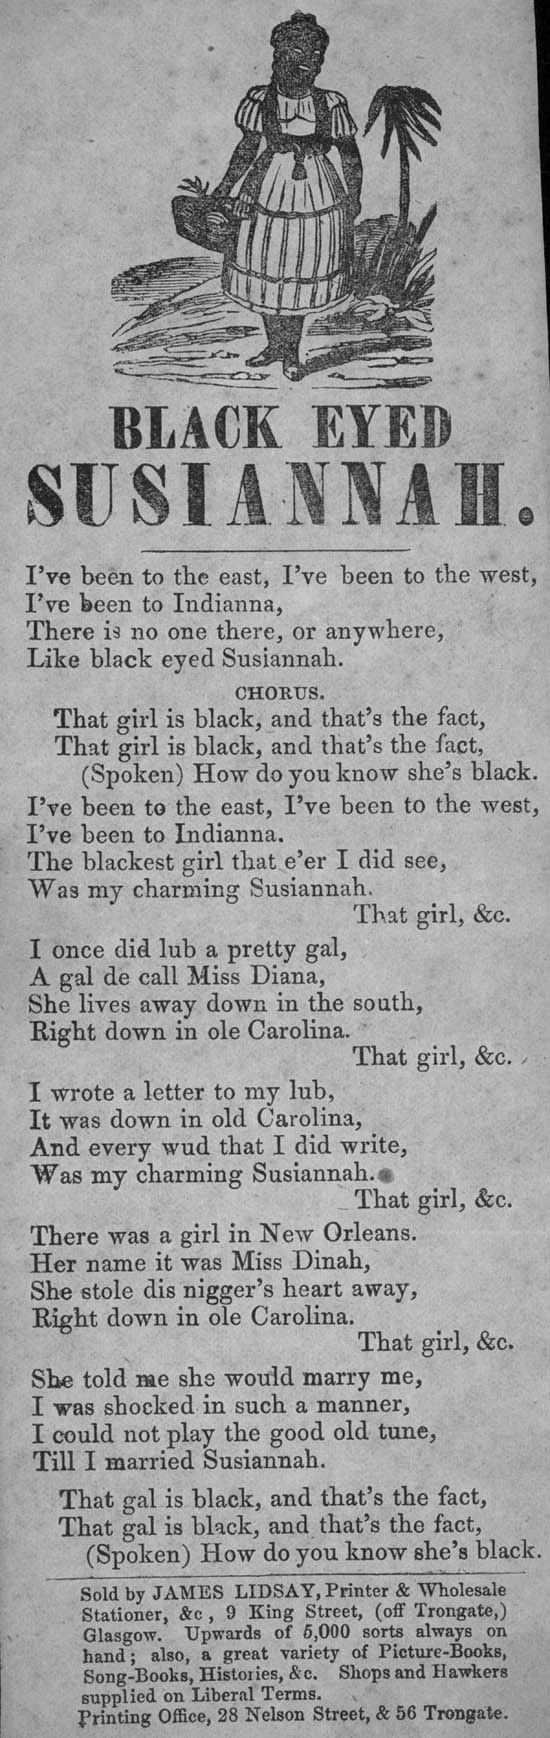 BLACK EYED
SUSIANNAH.
I've been to the east, I've been to the west,
I've been to Indianna,
There is no one there, or anywhere,
Like black eyed Susiannah.
CHORUS.
That girl is black, and that's the fact,
That girl is black, and that's the fact,
(Spoken) How do you know she's black.
I've been to the east, I've been to the west,
I've been to Indianna.
The blackest girl that e'er I did see,
Was my charming Susiannah.
That girl, &c.
I once did lub a pretty gal,
A gal de call Miss Diana,
She lives away down in the south,
Right down in ole Carolina.
That girl, &c.
I wrote a letter to my lub,
It was down in old Carolina,
And every wud that I did write,
Was my charming Susiannah.
That girl, &c.
There was a girl in New Orleans.
Her name it was Miss Dinah,
She stole dis nigger's heart away,
Right down in ole Carolina.
That girl, &c.
She told me she would marry me,
I was shocked in such a manner,
I could not play the good old tune,
Till I married Susiannah.
That gal is black, and that's the fact,
That gal is black, and that's the fact,
(Spoken) How do you know she's black.
Sold by JAMES LIDSAY, Printer & Wholesale
Stationer, &c , 9 King Street, (off Trongate,)
Glasgow. Upwards of 5,000 sorts always on
hand; also, a great variety of Picture-Books,
Song-Books, Histories, &c. Shops and Hawkers
supplied on Liberal Terms.
Printing Office, 28 Nelson Street, & 56 Trongate.